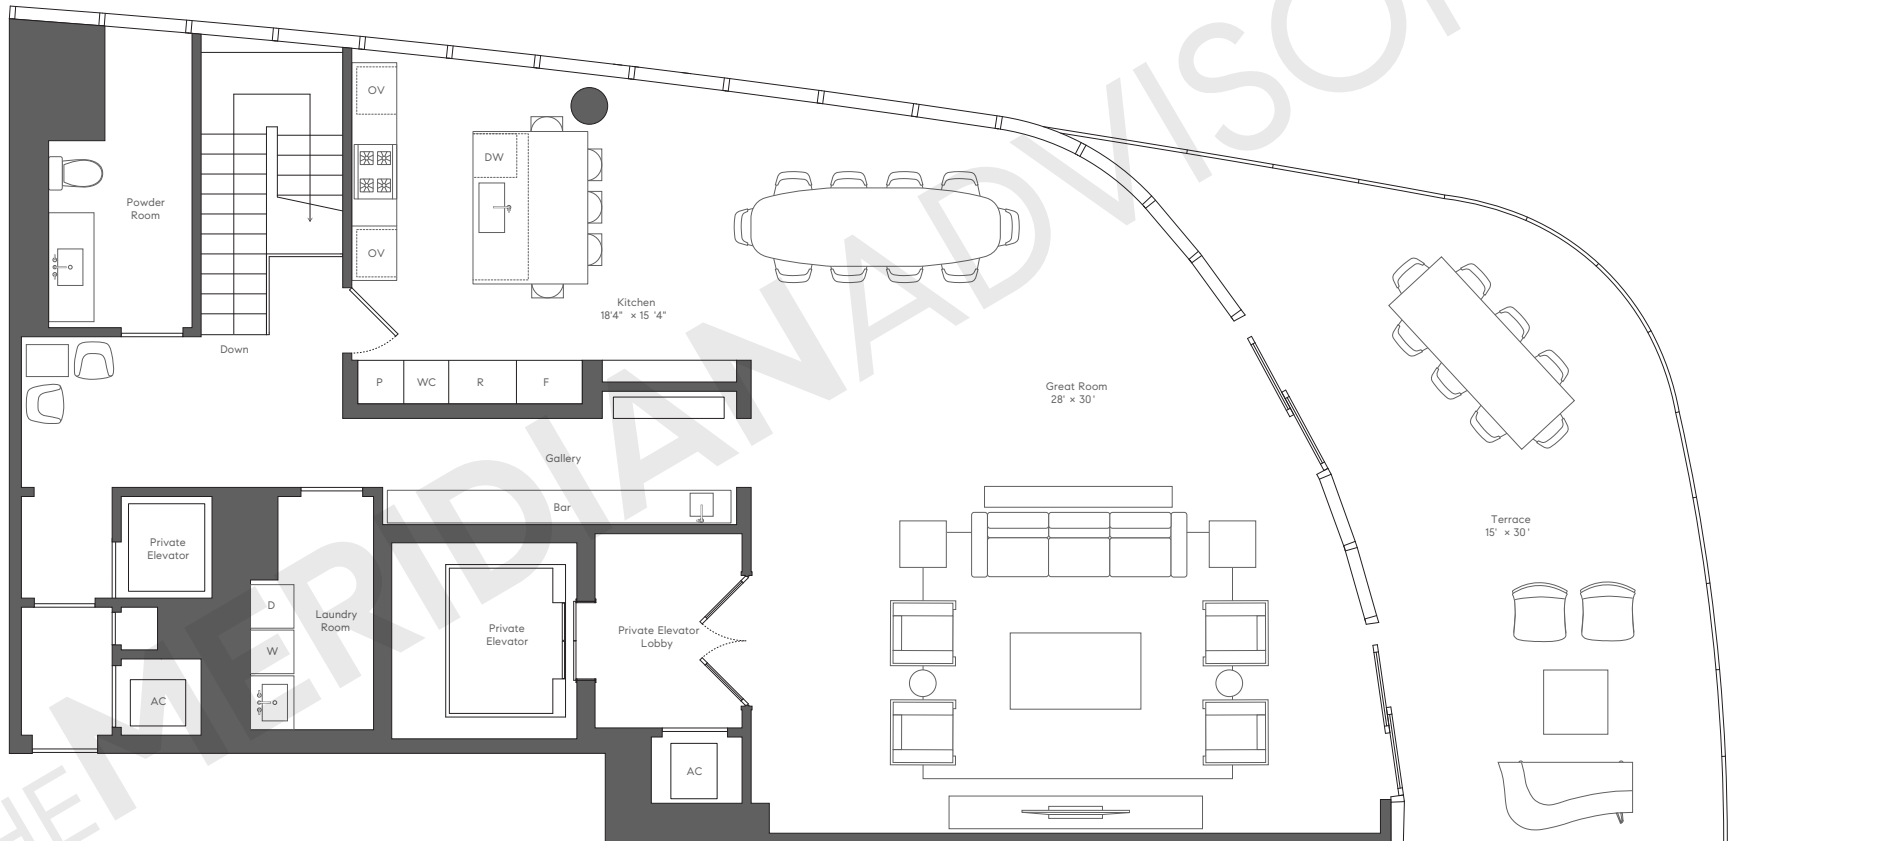 OV
DW
OV
Powder
Room
Kitchen
18'4" × 15 '4"
Down
P
WC
R
F
Great Room
28' × 30'
Gallery
Bar
Private
Elevator
Terrace
15' × 30'
D
Laundry
Room
W
Private
Elevator
Private Elevator
Lobby
AC
AC
THE MERIDIAN ADVISOR